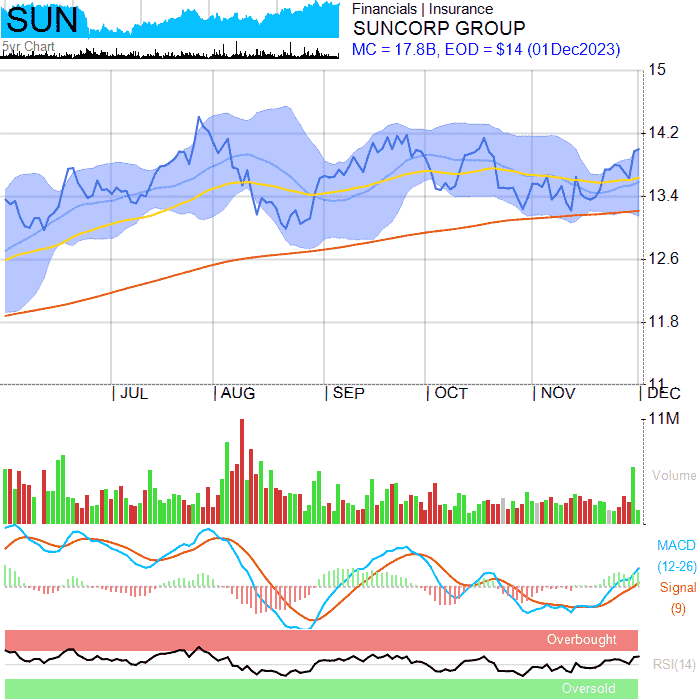 SUN
5yr Chart
Financials | Insurance
SUNCORP GROUP
MC = 17.8B, EOD = $14 (01Dec2023)
15
14.2
13.4
12.6
11.8
11
| JUL | AUG | SEP | OCT | NOV | DEC
11M
Volume
MACD
(12-26)
Signal
(9)
Overbought
RSI(14)
Oversold